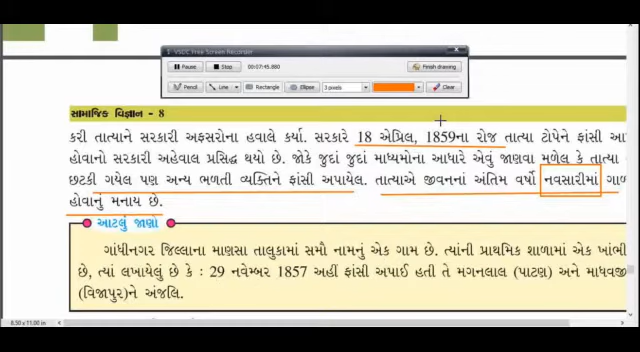 VSDC Free Screen Recorder
Pause Stop 00:07:45.860 Finish drawing
Pencil Line Rectangle Ellipse 3 pixels Clear
સામાજિક વિજ્ઞાન - 8
કરી તાત્યાને સરકારી અફસરોના હવાલે કર્યા. સરકારે 18 એપ્રિલ, 1859ના રોજ તાત્યા ટોપેને ફાંસી આ
હોવાનો સરકારી અહેવાલ પ્રસિદ્ધ થયો છે. જોકે જુદાં જુદાં માધ્યમોના આધારે એવું જાણવા મળેલ કે તાત્યા
છટકી ગયેલ પણ અન્ય ભળતી વ્યક્તિને ફાંસી અપાયેલ. તાત્યાએ જીવનનાં અંતિમ વર્ષો નવસારીમાં ગાળ
હોવાનું મનાય છે.
આટલું જાણો
ગાંધીનગર જિલ્લાના માણસા તાલુકામાં સમૌ નામનું એક ગામ છે. ત્યાંની પ્રાથમિક શાળામાં એક ખાંભી
છે, ત્યાં લખાયેલું છે કે : 29 નવેમ્બર 1857 અહીં ફાંસી અપાઈ હતી તે મગનલાલ (પાટણ) અને માધવજી
(વિજાપુર)ને અંજલિ.
8.50 x 11.00 in